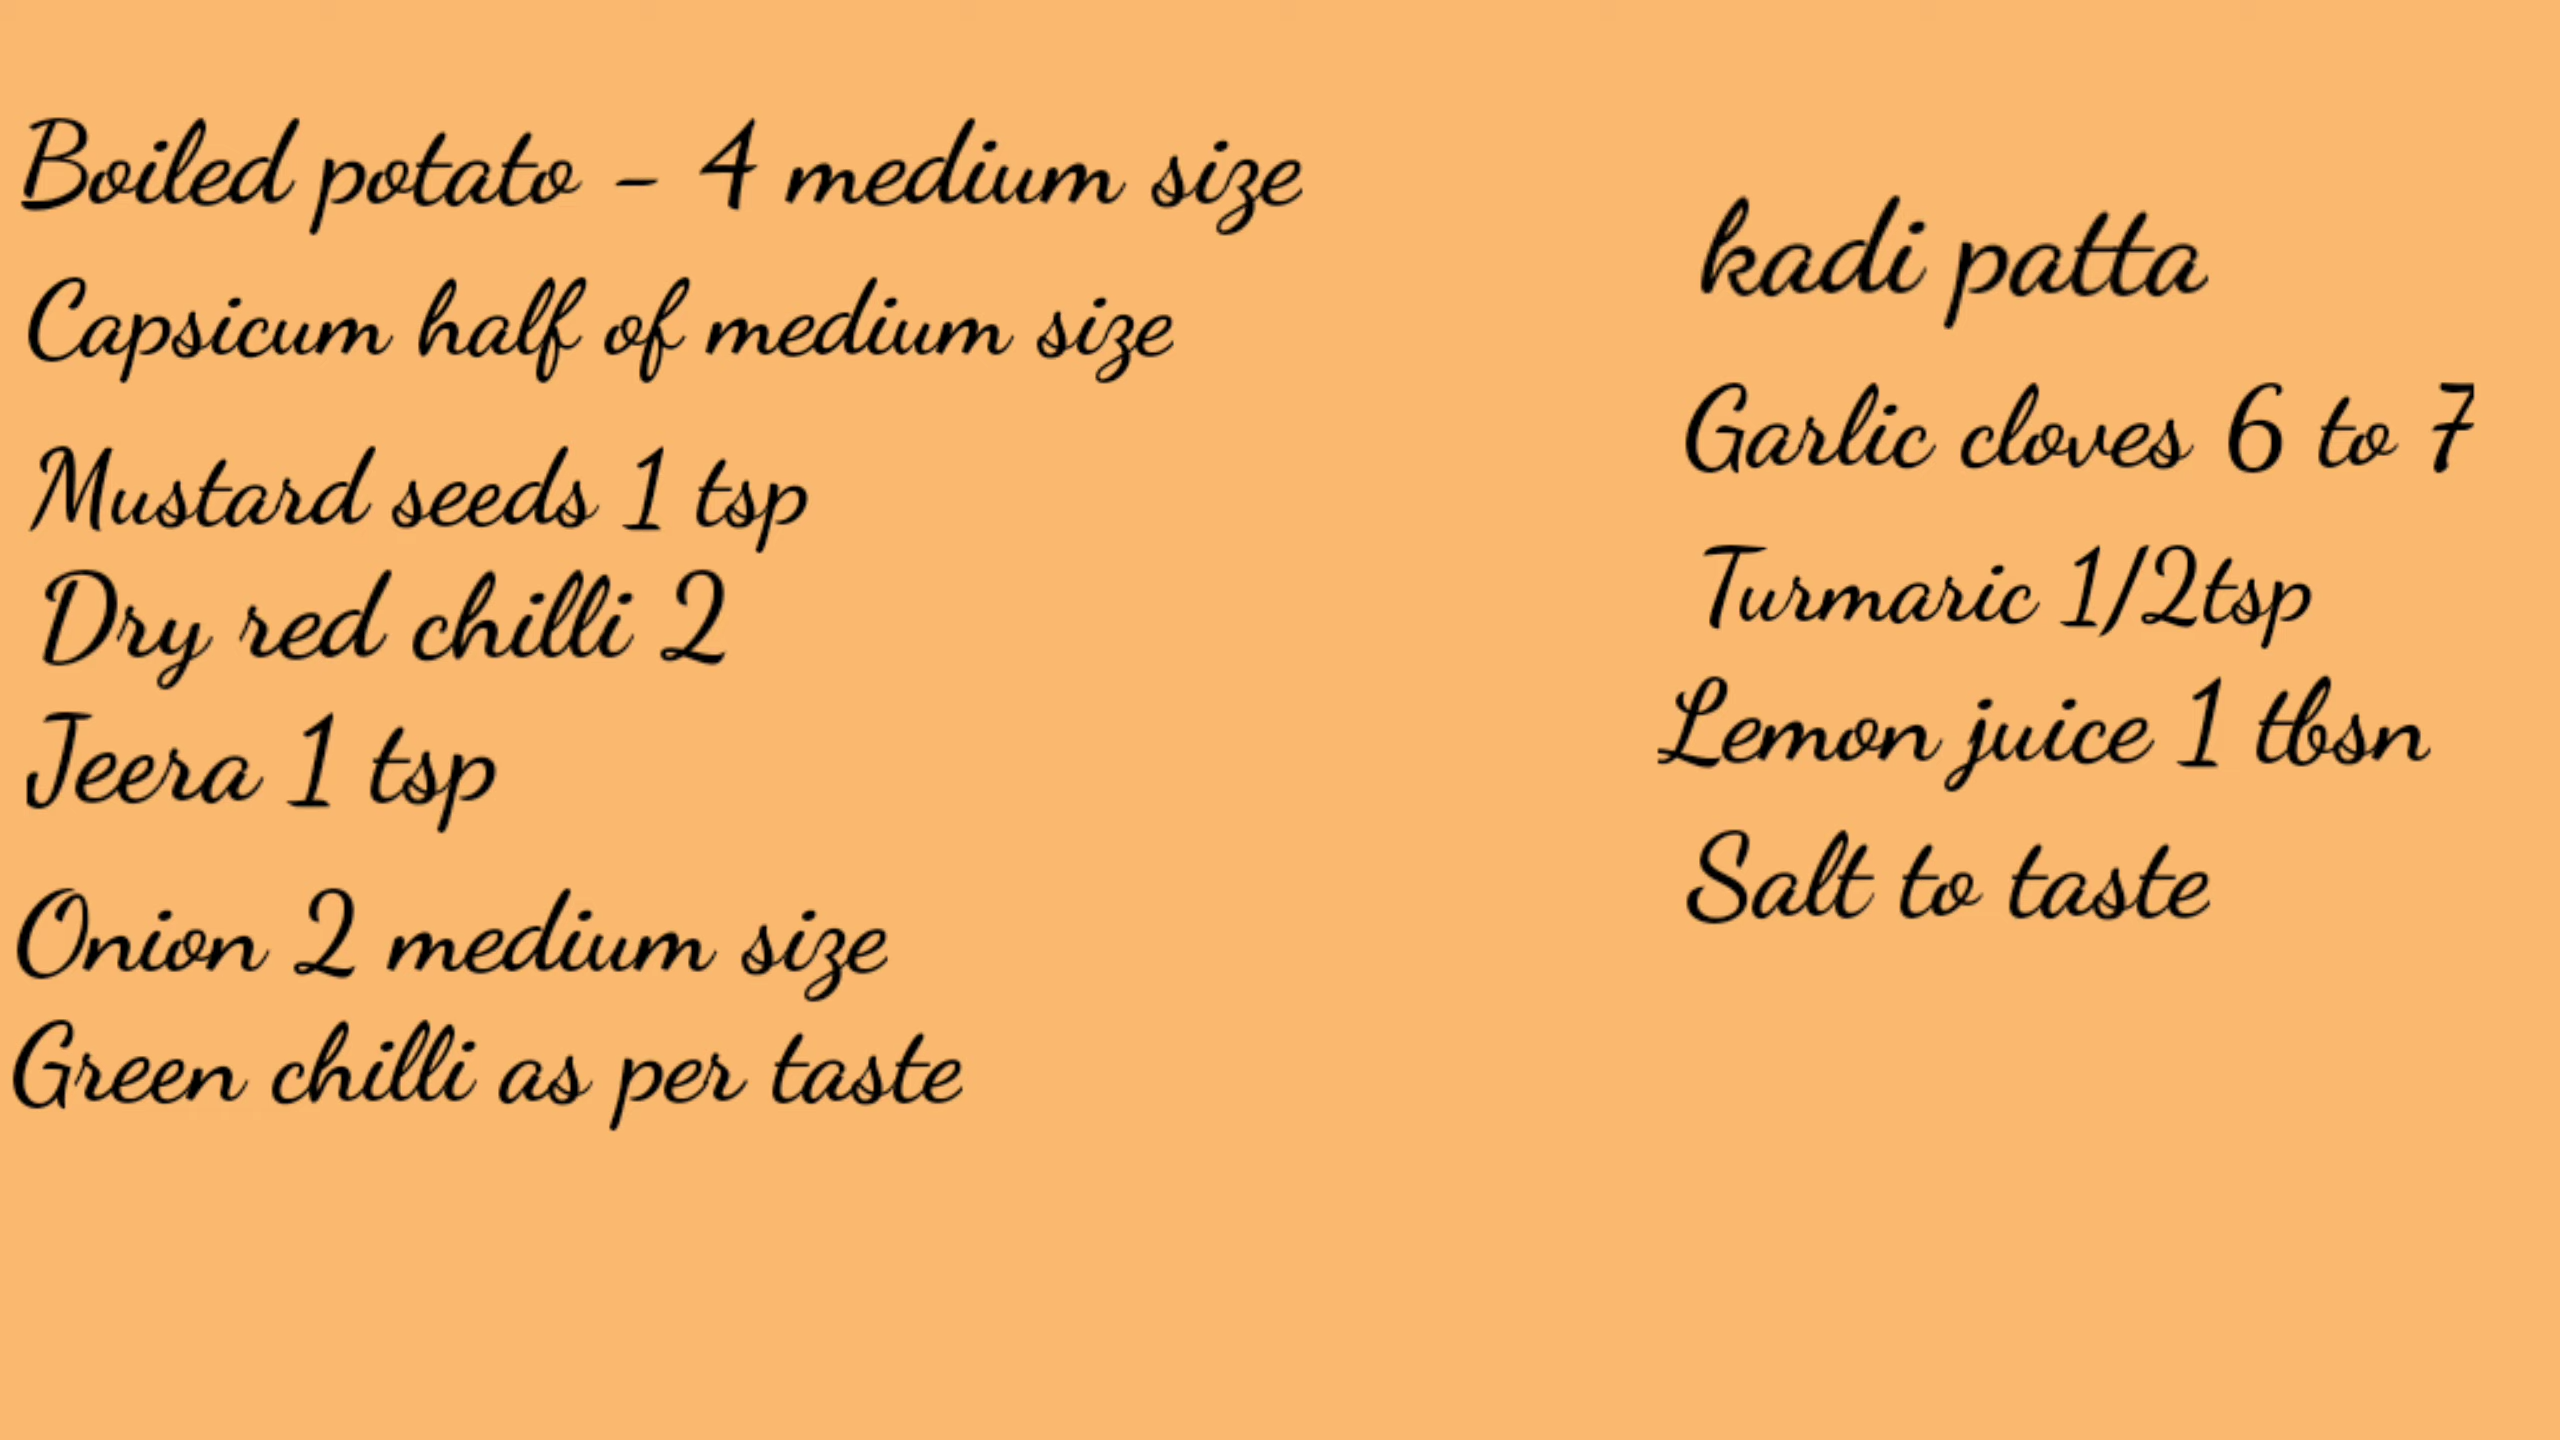 Boiled potato - 4 medium size
Capsicum half of medium size
Mustard seeds 1 tsp
Dry red chilli 2
Jeera 1 tsp
Onion 2 medium size
Green chilli as per taste
kadi patta
Garlic cloves 6 to 7
Turmaric 1/2tsp
Lemon juice 1 tbsn
Salt to taste